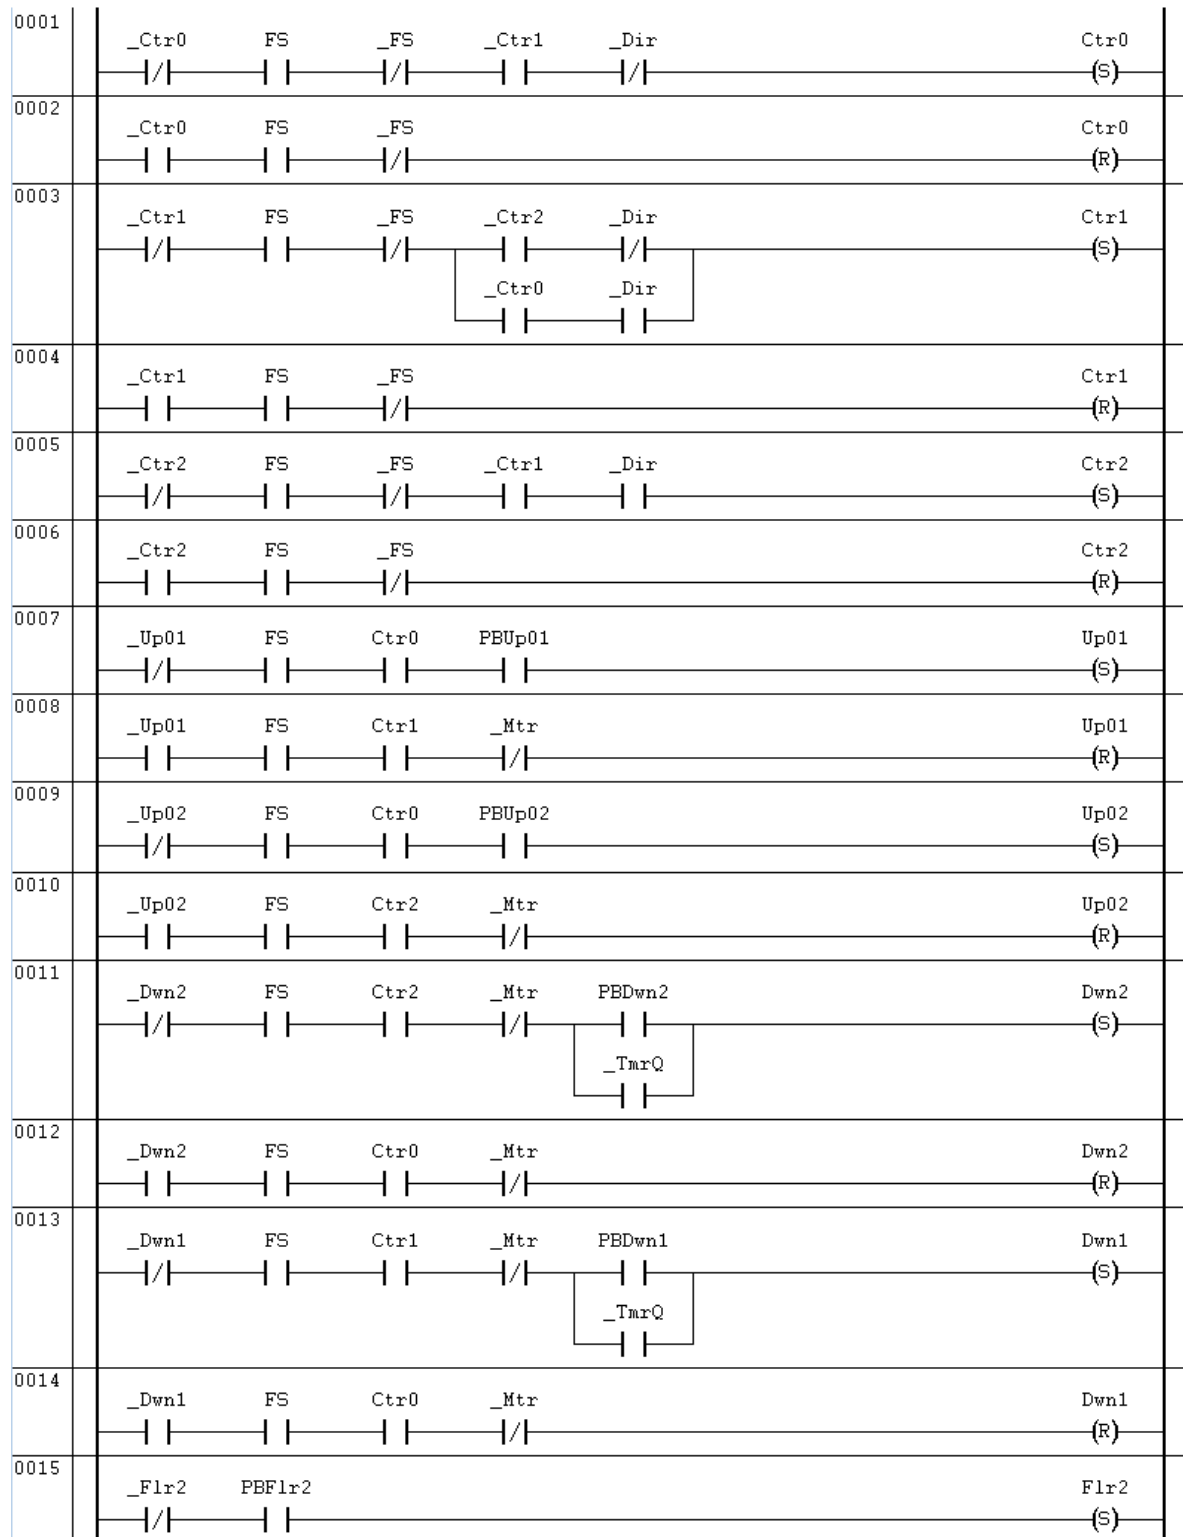 0001
_Ctr0 FS _FS _Ctr1 _Dir Ctr0
(S)
0002
_Ctr0 FS _FS Ctr0
(R)
0003
_Ctr1 FS _FS _Ctr2 _Dir Ctr1
(S)
_Ctr0 _Dir
0004
_Ctr1 FS _FS Ctr1
(R)
0005
_Ctr2 FS _FS _Ctr1 _Dir Ctr2
(S)
0006
_Ctr2 FS _FS Ctr2
(R)
0007
_Up01 FS Ctr0 PBUp01 Up01
(S)
0008
_Up01 FS Ctr1 _Mtr Up01
(R)
0009
_Up02 FS Ctr0 PBUp02 Up02
(S)
0010
_Up02 FS Ctr2 _Mtr Up02
(R)
0011
_Dwn2 FS Ctr2 _Mtr PBDwn2 Dwn2
(S)
_TmrQ
0012
_Dwn2 FS Ctr0 _Mtr Dwn2
(R)
0013
_Dwn1 FS Ctr1 _Mtr PBDwn1 Dwn1
(S)
_TmrQ
0014
_Dwn1 FS Ctr0 _Mtr Dwn1
(R)
0015
_Flr2 PBFlr2 Flr2
(S)